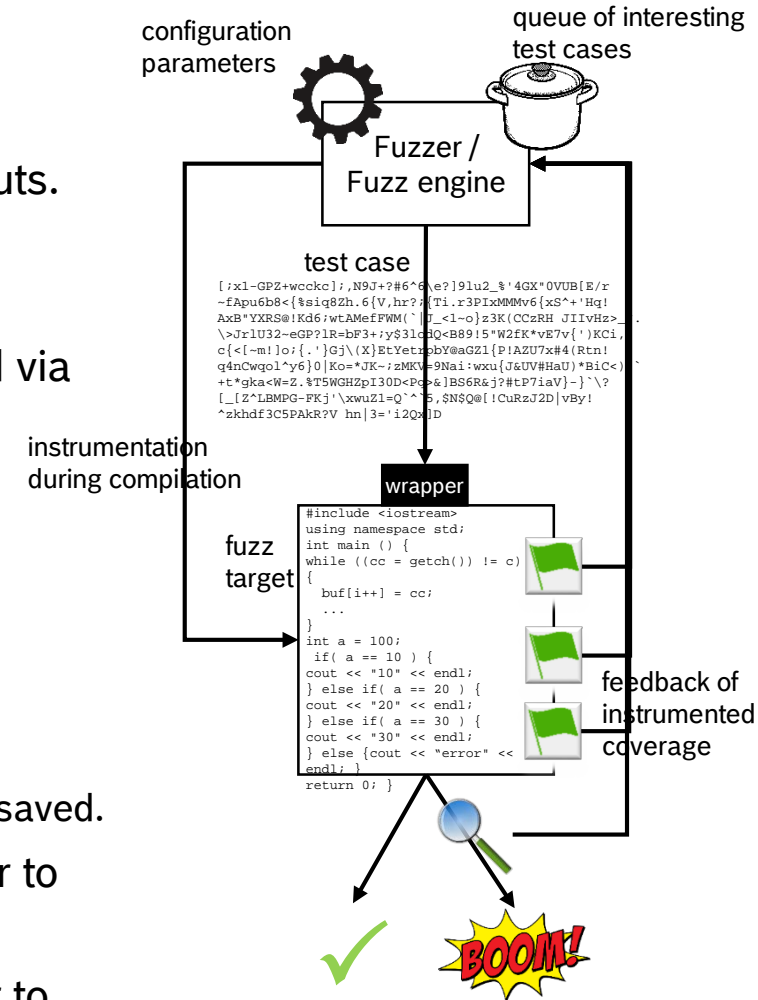 configuration
parameters
queue of interesting
test cases
Fuzzer /
Fuzz engine
uts.
test case
[;x1-GPZ+wcckc];,N9J+?#6^6\e?]9lu2_%'4GX"0VUB[E/r
~fApu6b8<{%siq8Zh.6{V,hr?;{Ti.r3PIxMMMv6{xS^+'Hq!
AxB"YXRS@!Kd6;wtAMefFWM(`|J_<1~o}z3K(CCzRH JIIvHz>_.
\>JrlU32~eGP?lR=bF3+;y$3lodQ<B89!5"W2fK*vE7v{')KCi,
c{<[~m!]o;{.'}Gj\(X}EtYetrpbY@aGZ1{P!AZU7x#4(Rtn!
q4nCwqol^y6}0|Ko=*JK~;zMKV=9Nai:wxu{J&UV#HaU)*BiC<)`
+t*gka<W=Z.%T5WGHZpI30D<Pq>&]BS6R&j?#tP7iaV}-}`\?
[_[Z^LBMPG-FKj'\xwuZ1=Q`^`5,$N$Q@[!CuRzJ2D|vBy!
^zkhdf3C5PAkR?V hn|3='i2Qx]D
l via
instrumentation
during compilation
wrapper
fuzz
target
#include <iostream>
using namespace std;
int main () {
while ((cc = getch()) != c)
{
buf[i++] = cc;
...
}
int a = 100;
if( a == 10 ) {
cout << "10" << endl;
} else if( a == 20 ) {
cout << "20" << endl;
} else if( a == 30 ) {
cout << "30" << endl;
} else {cout << “error" <<
endl; }
return 0; }
feedback of
instrumented
coverage
saved.
r to
BOOM!
t to